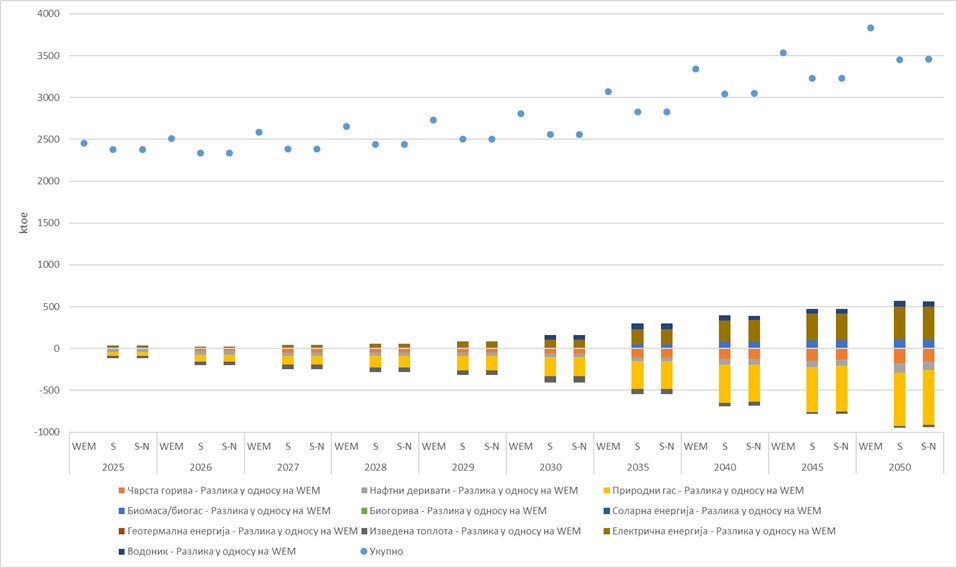 4000
3500
3000
2500
2000
1500
1000
500
0
-500
-1000
ktoe
WEM S S-N WEM S S-N WEM S S-N WEM S S-N WEM S S-N WEM S S-N WEM S S-N WEM S S-N WEM S S-N WEM S S-N
2025 2026 2027 2028 2029 2030 2035 2040 2045 2050
Чврста горива - Разлика у односу на WEM Нафтни деривати - Разлика у односу на WEM Природни гас - Разлика у односу на WEM
Биомаса/биогас - Разлика у односу на WEM Биогорива - Разлика у односу на WEM Соларна енергија - Разлика у односу на WEM
Геотермална енергија - Разлика у односу на WEM Изведена топлота - Разлика у односу на WEM Електрична енергија - Разлика у односу на WEM
Водоник - Разлика у односу на WEM Укупно